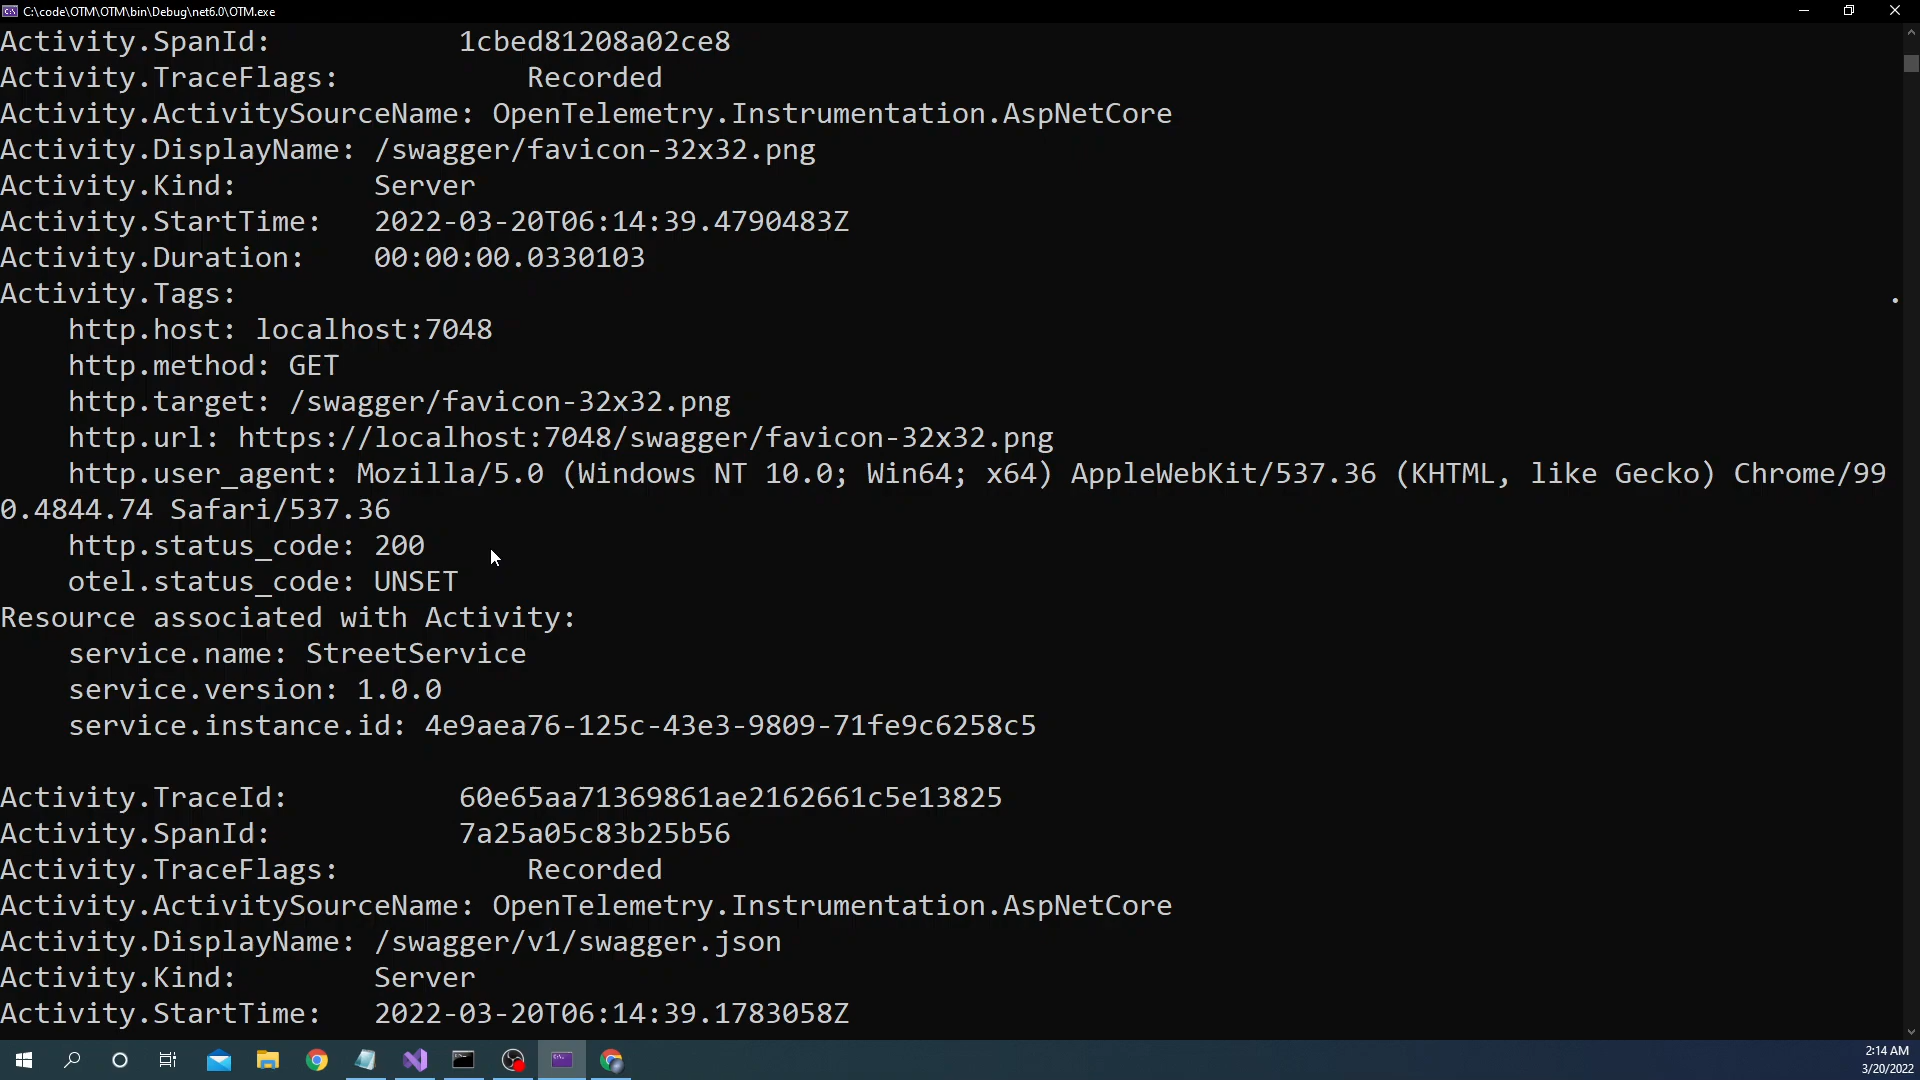 C:\code\OTM\OTM\bin\Debug\net6.0\OTM.exe
Activity.SpanId: 1cbed81208a02ce8
Activity.TraceFlags: Recorded
Activity.ActivitySourceName: OpenTelemetry.Instrumentation.AspNetCore
Activity.DisplayName: /swagger/favicon-32x32.png
Activity.Kind: Server
Activity.StartTime: 2022-03-20T06:14:39.4790483Z
Activity.Duration: 00:00:00.0330103
Activity.Tags:
http.host: localhost:7048
http.method: GET
http.target: /swagger/favicon-32x32.png
http.url: https://localhost:7048/swagger/favicon-32x32.png
http.user_agent: Mozilla/5.0 (Windows NT 10.0; Win64; x64) AppleWebKit/537.36 (KHTML, like Gecko) Chrome/99.
0.4844.74 Safari/537.36
http.status_code: 200
otel.status_code: UNSET
Resource associated with Activity:
service.name: StreetService
service.version: 1.0.0
service.instance.id: 4e9aea76-125c-43e3-9809-71fe9c6258c5
Activity.TraceId: 60e65aa71369861ae2162661c5e13825
Activity.SpanId: 7a25a05c83b25b56
Activity.TraceFlags: Recorded
Activity.ActivitySourceName: OpenTelemetry.Instrumentation.AspNetCore
Activity.DisplayName: /swagger/v1/swagger.json
Activity.Kind: Server
Activity.StartTime: 2022-03-20T06:14:39.1783058Z
2:14 AM
3/20/2022